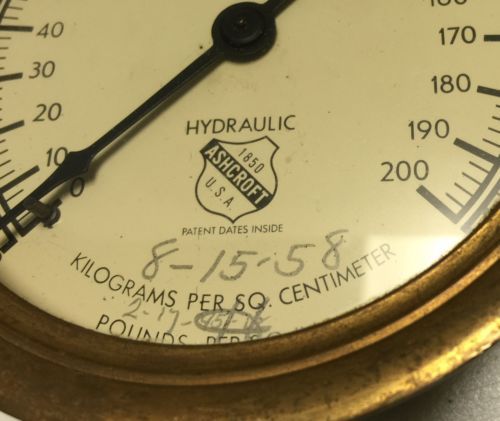 170
180
190
200
40
30
20
10
0
HYDRAULIC
1850
ASHCROFT
U.S.A.
PATENT DATES INSIDE
8-15-58
KILOGRAMS PER SQ. CENTIMETER
POUNDS PER